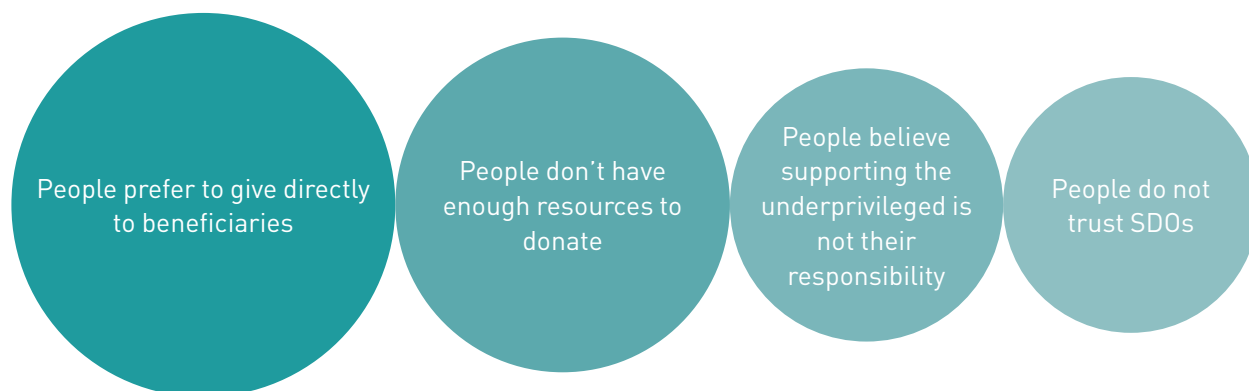 People prefer to give directly
to beneficiaries
People don't have
enough resources to
donate
People believe
supporting the
underprivileged is
not their
responsibility
People do not
trust SDOs